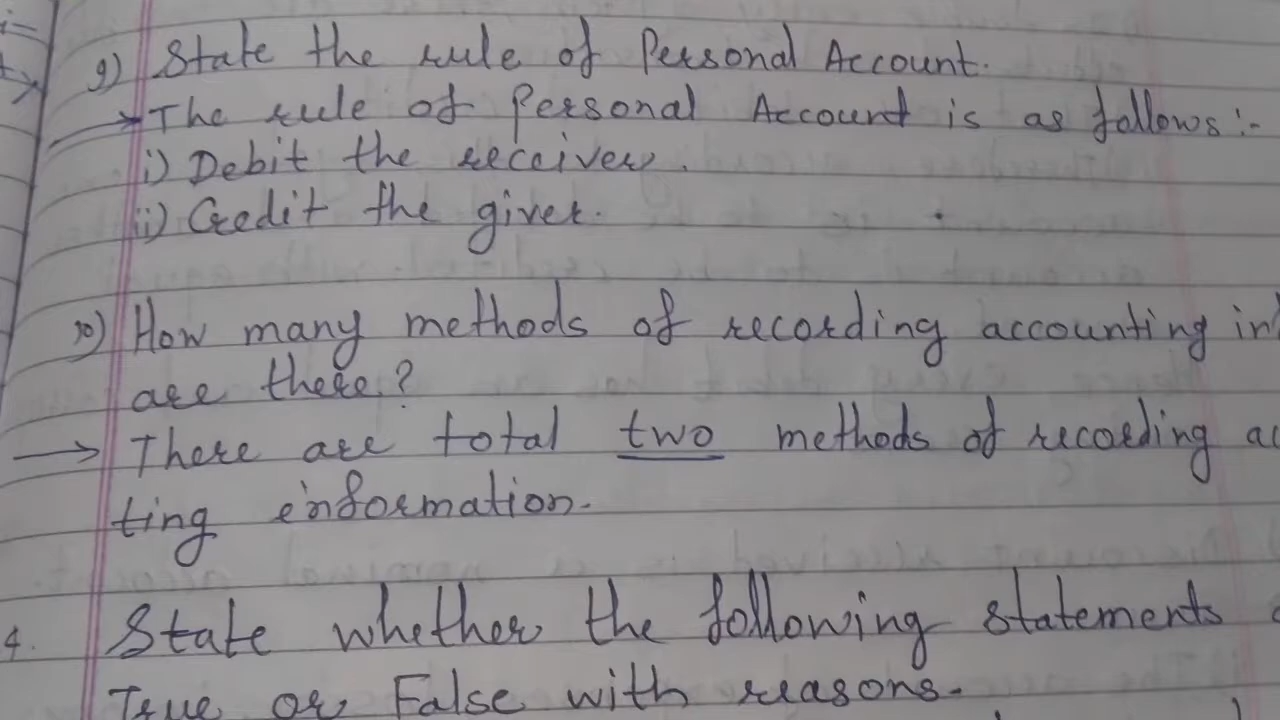 9) State the rule of Personal Account.
→ The rule of Personal Account is as follows :-
i) Debit the receiver.
ii) Credit the giver.
10) How many methods of recording accounting
are there?
→ There are total two methods of recording
ting information.
4. State whether the following statements
True or False with reasons.